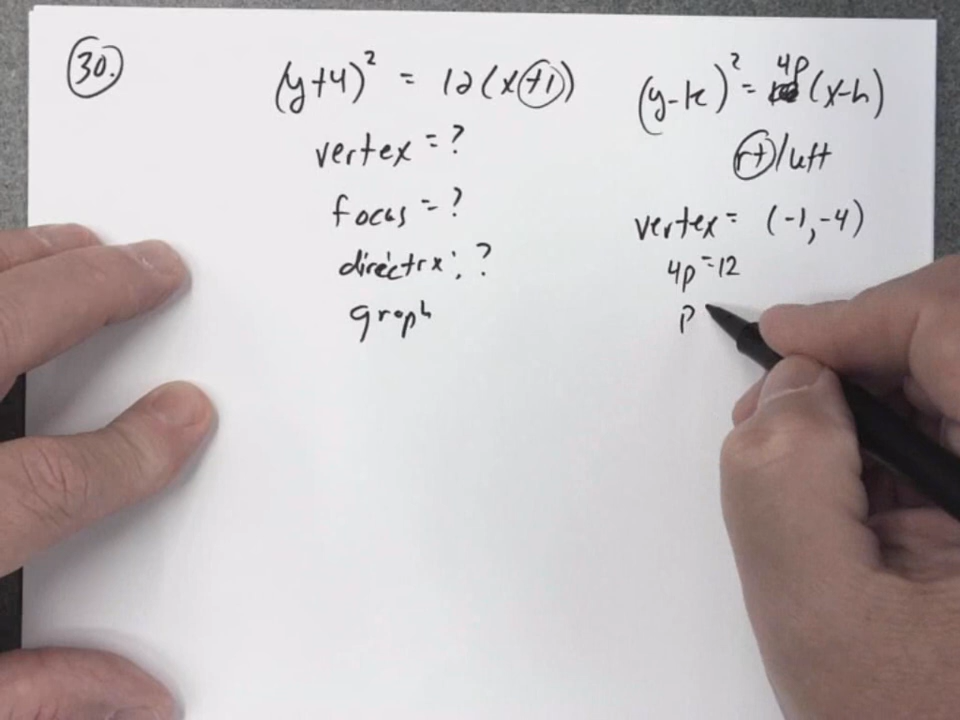 30.
(y+4)² = 12(x+1)
vertex = ?
focus = ?
directrx: ?
graph
(y-k)² = 4p(x-h)
rt/left
vertex = (-1,-4)
4p = 12
p